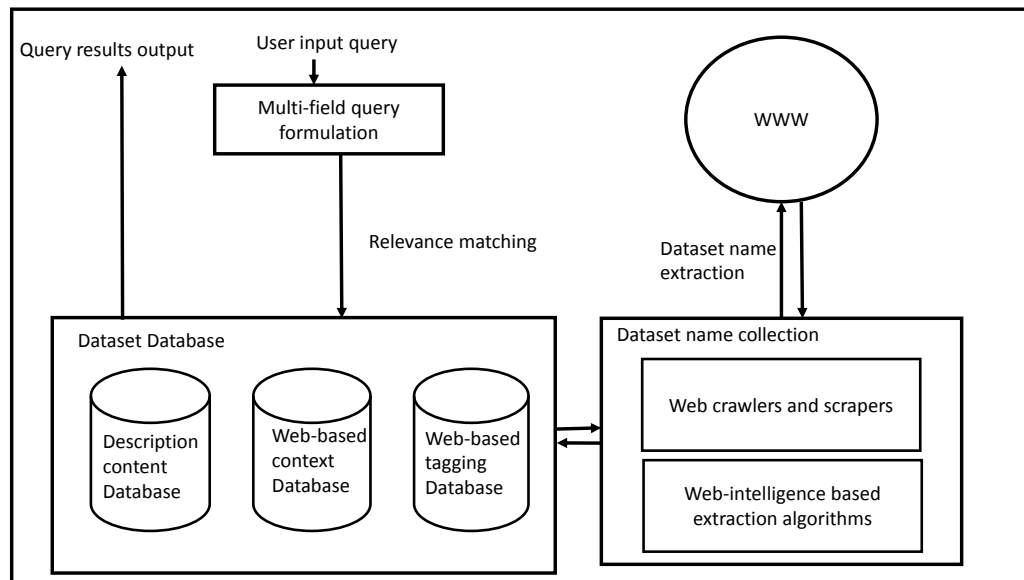 Query results output
User input query
Multi-field query
formulation
WWW
Relevance matching
Dataset name
extraction
Dataset Database
Description
content
Database
Web-based
context
Database
Web-based
tagging
Database
Dataset name collection
Web crawlers and scrapers
Web-intelligence based
extraction algorithms